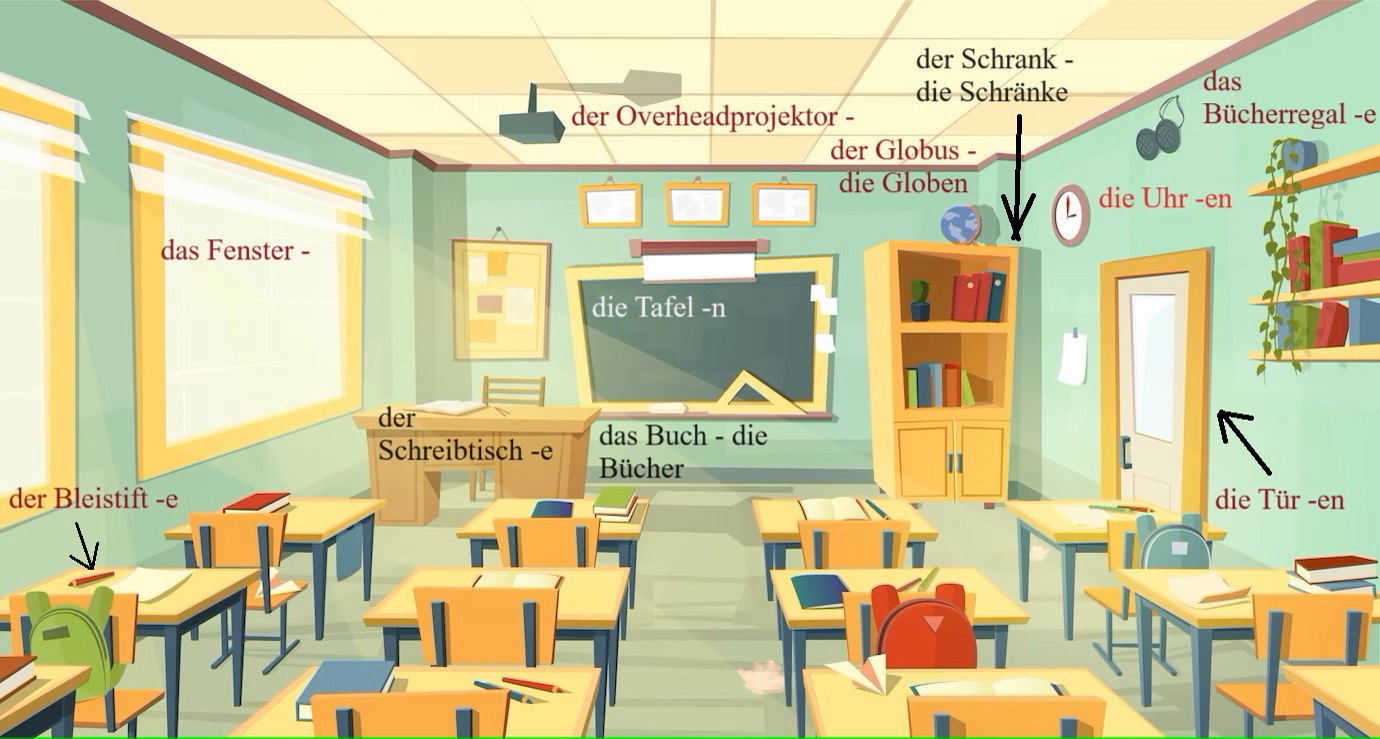 der Schrank -
die Schränke
das
Bücherregal -e
der Overheadprojektor -
der Globus -
die Globen
die Uhr -en
das Fenster -
die Tafel -n
der
Schreibtisch -e
das Buch - die
Bücher
der Bleistift -e
die Tür -en